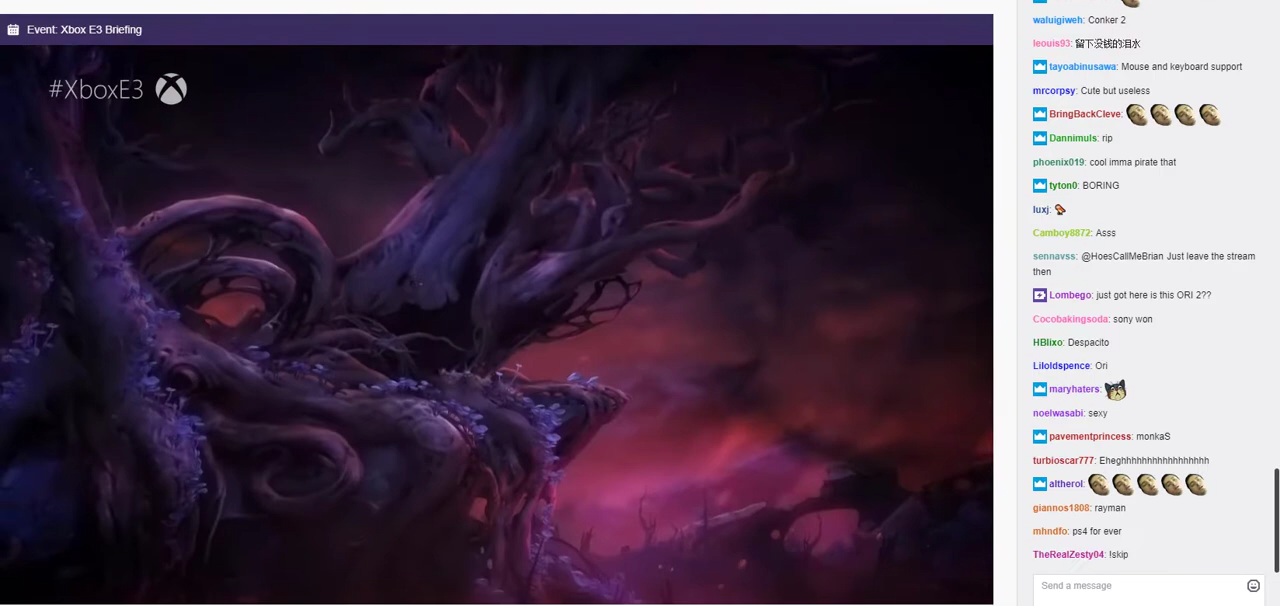 Event: Xbox E3 Briefing
#XboxE3
waluigiweh: Conker 2
leouis93: 留下没钱的泪水
tayoabinusawa: Mouse and keyboard support
mrcorpsy: Cute but useless
BringBackCleve:
Dannimuls: rip
phoenix019: cool imma pirate that
tyton0: BORING
luxj:
Camboy8872: Asss
sennavss: @HoesCallMeBrian Just leave the stream
then
Lombego: just got here is this ORI 2??
Cocobakingsoda: sony won
HBlixo: Despacito
Liloldspence: Ori
maryhaters:
noelwasabi: sexy
pavementprincess: monkaS
turbioscar777: Eheghhhhhhhhhhhhhhhhh
altherol:
giannos1808: rayman
mhndfo: ps4 for ever
TheRealZesty04: !skip
Send a message